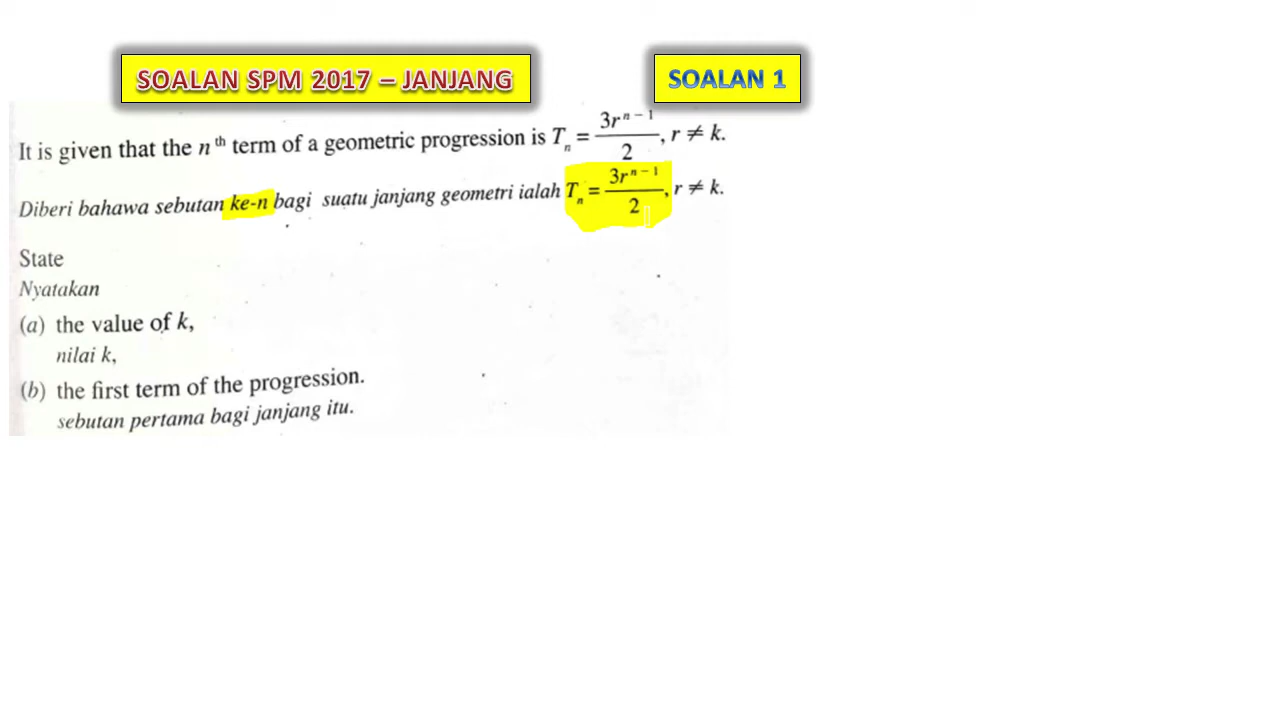 SOALAN SPM 2017 – JANJANG
SOALAN 1
It is given that the n th term of a geometric progression is Tn = 3r^(n – 1)/2, r ≠ k.
Diberi bahawa sebutan ke-n bagi suatu janjang geometri ialah Tn = 3r^(n – 1)/2, r ≠ k.
State
Nyatakan
(a) the value of k,
nilai k,
(b) the first term of the progression.
sebutan pertama bagi janjang itu.